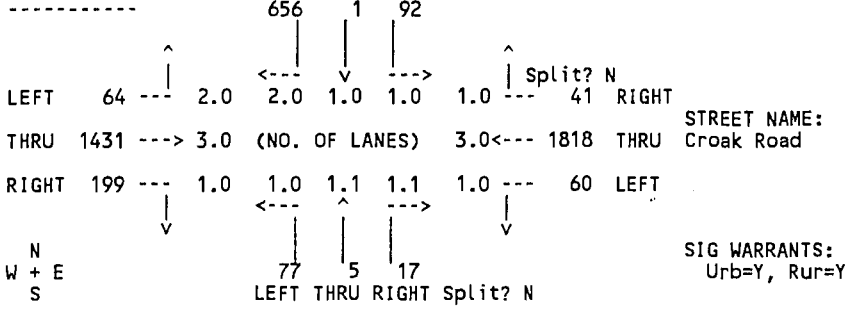 ----------- 656 1 92
^ | | | ^
| <--- v ---> | Split? N
LEFT 64 --- 2.0 2.0 1.0 1.0 1.0 --- 41 RIGHT
STREET NAME:
THRU 1431 ---> 3.0 (NO. OF LANES) 3.0<--- 1818 THRU Croak Road
RIGHT 199 --- 1.0 1.0 1.1 1.1 1.0 --- 60 LEFT
| <--- ^ ---> |
v | | | v
N SIG WARRANTS:
W + E 77 5 17 Urb=Y, Rur=Y
S LEFT THRU RIGHT Split? N